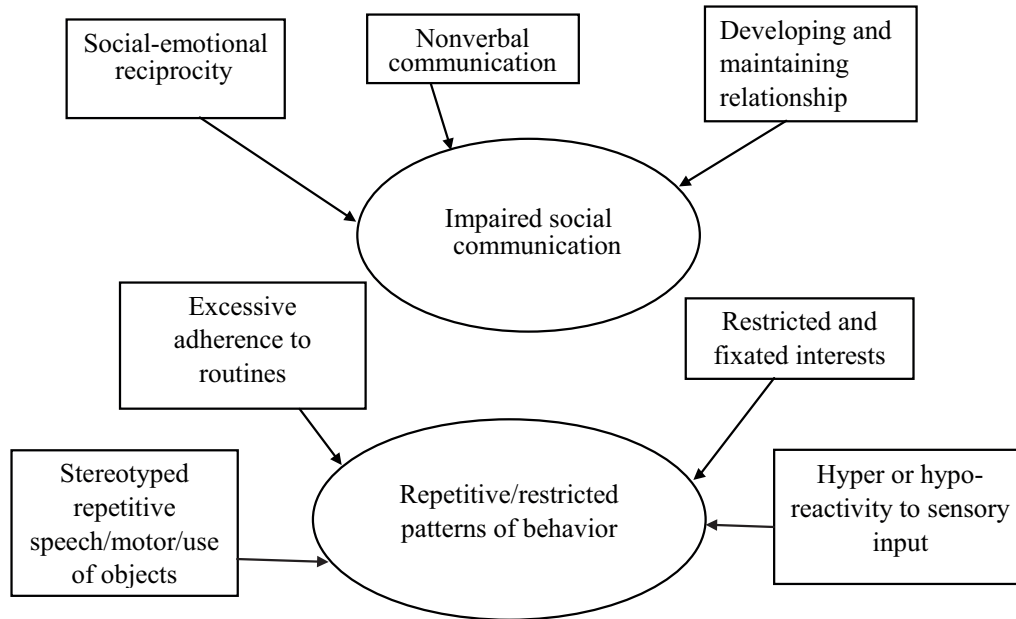 Social-emotional
reciprocity
Nonverbal
communication
Developing and
maintaining
relationship
Impaired social
communication
Excessive
adherence to
routines
Restricted and
fixated interests
Stereotyped
repetitive
speech/motor/use
of objects
Repetitive/restricted
patterns of behavior
Hyper or hypo-
reactivity to sensory
input